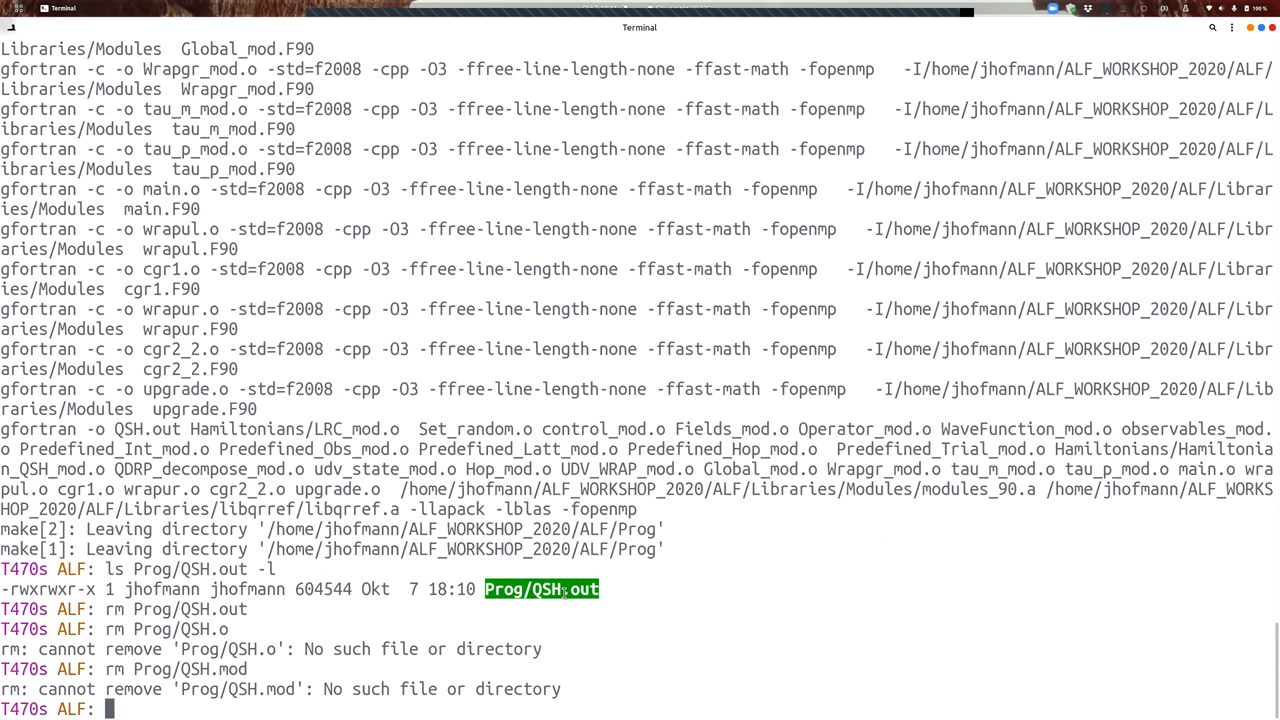 Terminal
100 %
Terminal
Libraries/Modules  Global_mod.F90
gfortran -c -o Wrapgr_mod.o -std=f2008 -cpp -O3 -ffree-line-length-none -ffast-math -fopenmp   -I/home/jhofmann/ALF_WORKSHOP_2020/ALF/
Libraries/Modules  Wrapgr_mod.F90
gfortran -c -o tau_m_mod.o -std=f2008 -cpp -O3 -ffree-line-length-none -ffast-math -fopenmp   -I/home/jhofmann/ALF_WORKSHOP_2020/ALF/L
ibraries/Modules  tau_m_mod.F90
gfortran -c -o tau_p_mod.o -std=f2008 -cpp -O3 -ffree-line-length-none -ffast-math -fopenmp   -I/home/jhofmann/ALF_WORKSHOP_2020/ALF/L
ibraries/Modules  tau_p_mod.F90
gfortran -c -o main.o -std=f2008 -cpp -O3 -ffree-line-length-none -ffast-math -fopenmp   -I/home/jhofmann/ALF_WORKSHOP_2020/ALF/Librar
ies/Modules  main.F90
gfortran -c -o wrapul.o -std=f2008 -cpp -O3 -ffree-line-length-none -ffast-math -fopenmp   -I/home/jhofmann/ALF_WORKSHOP_2020/ALF/Libr
aries/Modules  wrapul.F90
gfortran -c -o cgr1.o -std=f2008 -cpp -O3 -ffree-line-length-none -ffast-math -fopenmp   -I/home/jhofmann/ALF_WORKSHOP_2020/ALF/Librar
ies/Modules  cgr1.F90
gfortran -c -o wrapur.o -std=f2008 -cpp -O3 -ffree-line-length-none -ffast-math -fopenmp   -I/home/jhofmann/ALF_WORKSHOP_2020/ALF/Libr
aries/Modules  wrapur.F90
gfortran -c -o cgr2_2.o -std=f2008 -cpp -O3 -ffree-line-length-none -ffast-math -fopenmp   -I/home/jhofmann/ALF_WORKSHOP_2020/ALF/Libr
aries/Modules  cgr2_2.F90
gfortran -c -o upgrade.o -std=f2008 -cpp -O3 -ffree-line-length-none -ffast-math -fopenmp   -I/home/jhofmann/ALF_WORKSHOP_2020/ALF/Lib
raries/Modules  upgrade.F90
gfortran -o QSH.out Hamiltonians/LRC_mod.o  Set_random.o control_mod.o Fields_mod.o Operator_mod.o WaveFunction_mod.o observables_mod.
o Predefined_Int_mod.o Predefined_Obs_mod.o Predefined_Latt_mod.o Predefined_Hop_mod.o  Predefined_Trial_mod.o Hamiltonians/Hamiltonia
n_QSH_mod.o QDRP_decompose_mod.o udv_state_mod.o Hop_mod.o UDV_WRAP_mod.o Global_mod.o Wrapgr_mod.o tau_m_mod.o tau_p_mod.o main.o wra
pul.o cgr1.o wrapur.o cgr2_2.o upgrade.o  /home/jhofmann/ALF_WORKSHOP_2020/ALF/Libraries/Modules/modules_90.a /home/jhofmann/ALF_WORKS
HOP_2020/ALF/Libraries/libqrref/libqrref.a -llapack -lblas -fopenmp
make[2]: Leaving directory '/home/jhofmann/ALF_WORKSHOP_2020/ALF/Prog'
make[1]: Leaving directory '/home/jhofmann/ALF_WORKSHOP_2020/ALF/Prog'
T470s ALF: ls Prog/QSH.out -l
-rwxrwxr-x 1 jhofmann jhofmann 604544 Okt  7 18:10 Prog/QSH.out
T470s ALF: rm Prog/QSH.out
T470s ALF: rm Prog/QSH.o
rm: cannot remove 'Prog/QSH.o': No such file or directory
T470s ALF: rm Prog/QSH.mod
rm: cannot remove 'Prog/QSH.mod': No such file or directory
T470s ALF: